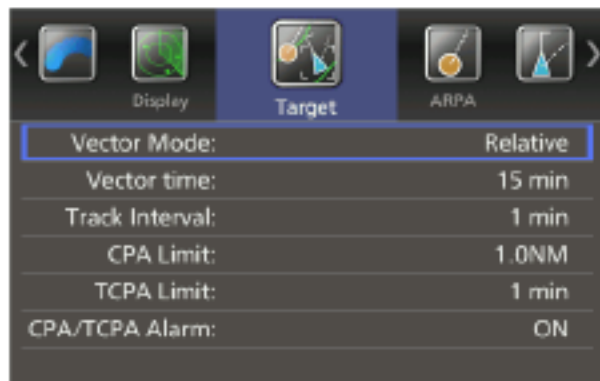 Display Target ARPA
Vector Mode: Relative
Vector time: 15 min
Track Interval: 1 min
CPA Limit: 1.0NM
TCPA Limit: 1 min
CPA/TCPA Alarm: ON